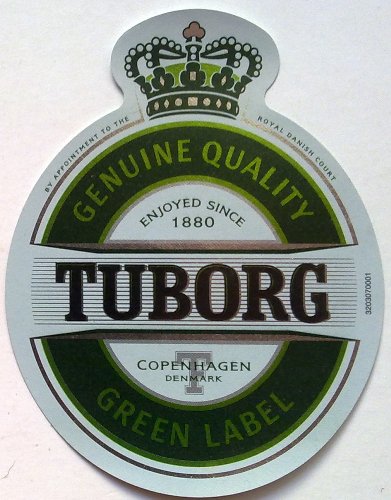 BY APPOINTMENT TO THE ROYAL DANISH COURT
GENUINE QUALITY
ENJOYED SINCE
1880
TUBORG
3203070001
T
COPENHAGEN
DENMARK
GREEN LABEL